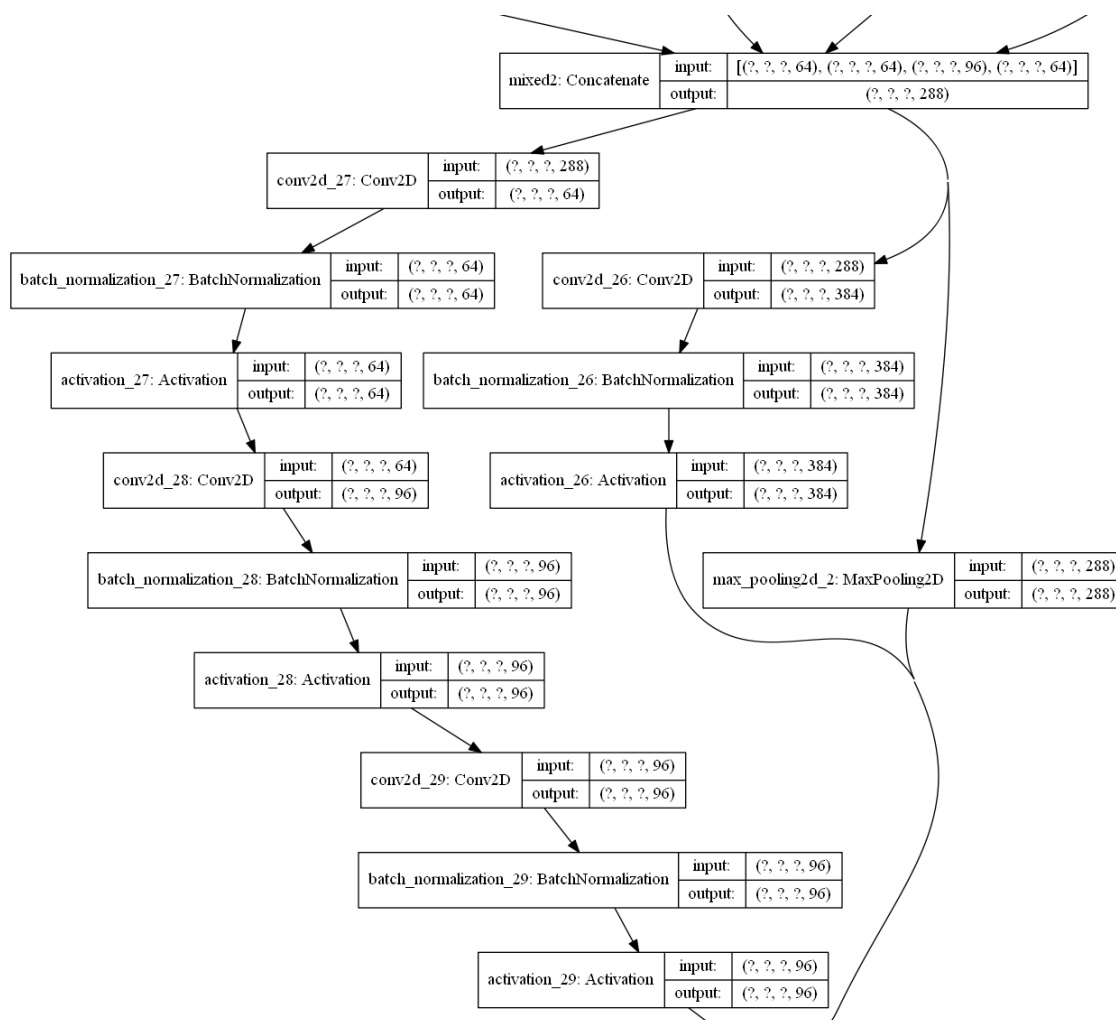 mixed2: Concatenate
input: [(?, ?, ?, 64), (?, ?, ?, 64), (?, ?, ?, 96), (?, ?, ?, 64)]
output: (?, ?, ?, 288)
conv2d_27: Conv2D
input: (?, ?, ?, 288)
output: (?, ?, ?, 64)
batch_normalization_27: BatchNormalization
input: (?, ?, ?, 64)
output: (?, ?, ?, 64)
conv2d_26: Conv2D
input: (?, ?, ?, 288)
output: (?, ?, ?, 384)
activation_27: Activation
input: (?, ?, ?, 64)
output: (?, ?, ?, 64)
batch_normalization_26: BatchNormalization
input: (?, ?, ?, 384)
output: (?, ?, ?, 384)
conv2d_28: Conv2D
input: (?, ?, ?, 64)
output: (?, ?, ?, 96)
activation_26: Activation
input: (?, ?, ?, 384)
output: (?, ?, ?, 384)
batch_normalization_28: BatchNormalization
input: (?, ?, ?, 96)
output: (?, ?, ?, 96)
max_pooling2d_2: MaxPooling2D
input: (?, ?, ?, 288)
output: (?, ?, ?, 288)
activation_28: Activation
input: (?, ?, ?, 96)
output: (?, ?, ?, 96)
conv2d_29: Conv2D
input: (?, ?, ?, 96)
output: (?, ?, ?, 96)
batch_normalization_29: BatchNormalization
input: (?, ?, ?, 96)
output: (?, ?, ?, 96)
activation_29: Activation
input: (?, ?, ?, 96)
output: (?, ?, ?, 96)